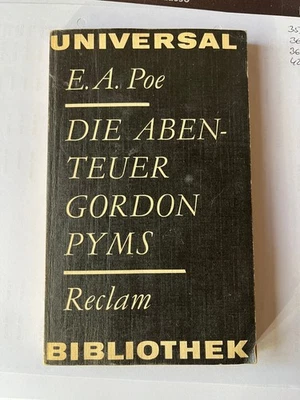 UNIVERSAL
E. A. Poe
DIE ABEN-
TEUER
GORDON
PYMS
Reclam
BIBLIOTHEK